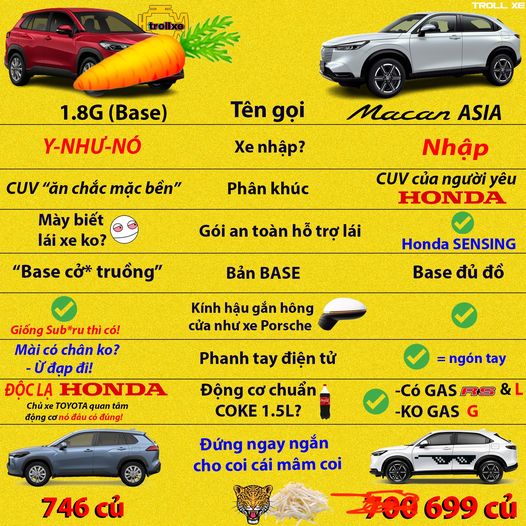 TROLL XE
trollxe
1.8G (Base)
Tên gọi
Macan ASIA
Y-NHƯ-NÓ
Xe nhập?
Nhập
CUV “ăn chắc mặc bền”
Phân khúc
CUV của người yêu
HONDA
Mày biết
lái xe ko?
Gói an toàn hỗ trợ lái
Honda SENSING
“Base cở* truồng”
Bản BASE
Base đủ đồ
Giống Sub*ru thì có!
Kính hậu gắn hông
cửa như xe Porsche
Mài có chân ko?
- Ừ đạp đi!
Phanh tay điện tử
= ngón tay
ĐỘC LẠ HONDA
Chủ xe TOYOTA quan tâm
động cơ nó đâu có đúng!
Động cơ chuẩn
COKE 1.5L?
-Có GAS RS & L
-KO GAS G
Đứng ngay ngắn
cho coi cái mâm coi
746 củ
699 củ